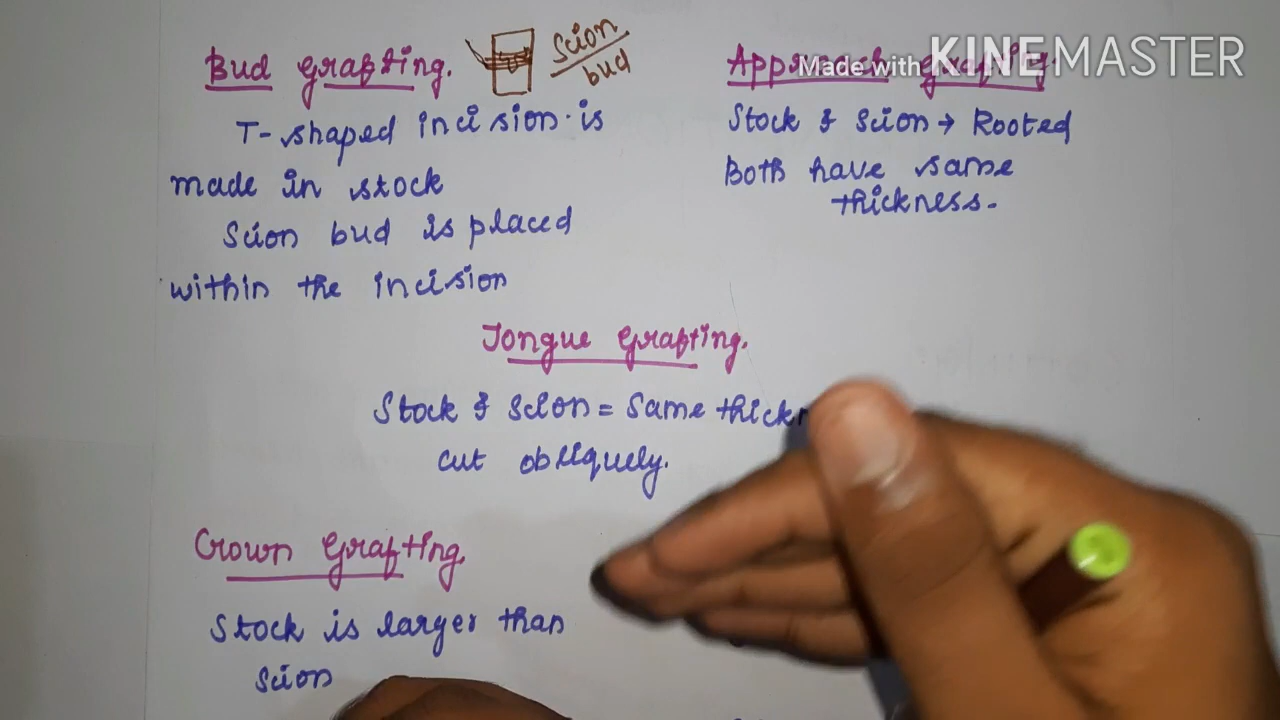 Bud Grafting.
Scion
bud
T-shaped incision is
made in stock
Scion bud is placed
within the incision
Made with KINEMASTER
Approach grafting.
Stock & Scion → Rooted
Both have same
thickness.
Tongue Grafting.
Stock & Scion = Same
cut obliquely.
Crown Grafting.
Stock is larger than
Scion